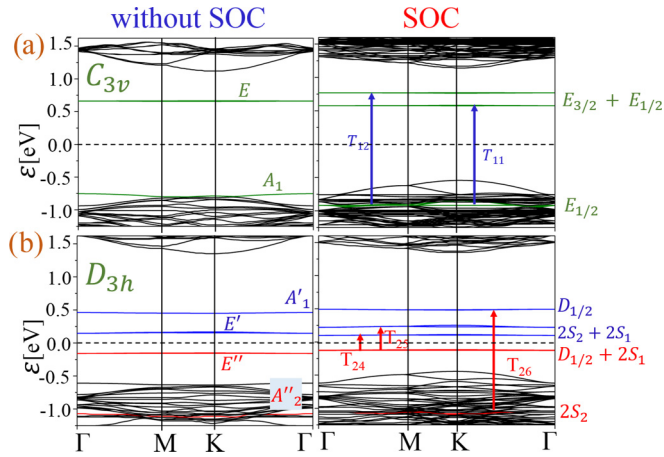 without SOC
SOC
(a)
1.5
C3v
E
1.0
0.5
0.0
-0.5
-1.0
ε[eV]
A1
T12
T11
E3/2 + E1/2
E1/2
(b)
1.5
D3h
1.0
0.5
0.0
-0.5
-1.0
ε[eV]
A'1
E'
E''
A''2
T24
T25
T26
D1/2
2S2 + 2S1
D1/2 + 2S1
2S2
Γ M K Γ
Γ M K Γ